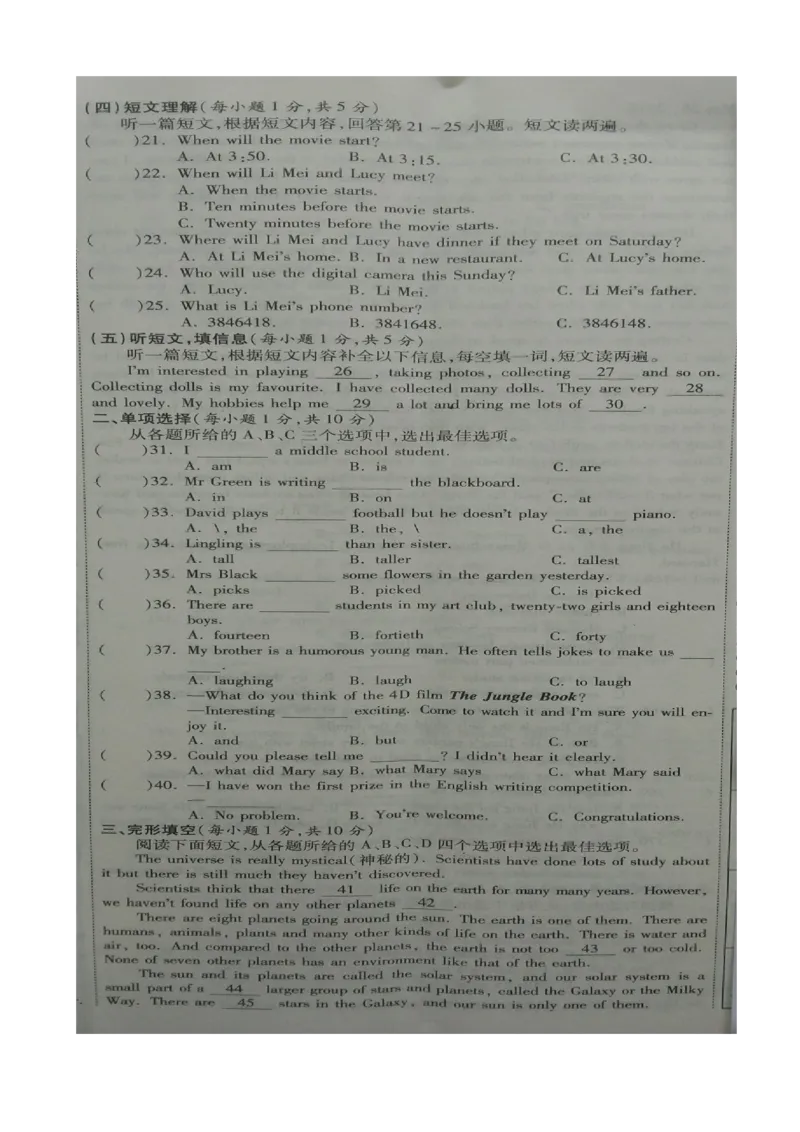 (四)短文理解(每小题 1 分,共 5 分)
听一篇短文,根据短文内容,回答第 21-25 小题。短文读两遍。
( )21. When will the movie start?
A. At 3:50. B. At 3:15. C. At 3:30.
( )22. When will Li Mei and Lucy meet?
A. When the movie starts.
B. Ten minutes before the movie starts.
C. Twenty minutes before the movie starts.
( )23. Where will Li Mei and Lucy have dinner if they meet on Saturday?
A. At Li Mei's home. B. In a new restaurant. C. At Lucy's home.
( )24. Who will use the digital camera this Sunday?
A. Lucy. B. Li Mei. C. Li Mei's father.
( )25. What is Li Mei's phone number?
A. 3846418. B. 3841648. C. 3846148.
(五)听短文,填信息(每小题 1 分,共 5 分)
听一篇短文,根据短文内容补全以下信息,每空填一词,短文读两遍。
I'm interested in playing 26 , taking photos, collecting 27 and so on.
Collecting dolls is my favourite. I have collected many dolls. They are very 28
and lovely. My hobbies help me 29 a lot and bring me lots of 30 .
二、单项选择(每小题 1 分,共 10 分)
从各题所给的 A、B、C 三个选项中,选出最佳选项。
( )31. I ________ a middle school student.
A. am B. is C. are
( )32. Mr Green is writing ________ the blackboard.
A. in B. on C. at
( )33. David plays ________ football but he doesn't play ________ piano.
A. \, the B. the, \ C. a, the
( )34. Lingling is ________ than her sister.
A. tall B. taller C. tallest
( )35. Mrs Black ________ some flowers in the garden yesterday.
A. picks B. picked C. is picked
( )36. There are ________ students in my art club, twenty-two girls and eighteen
boys.
A. fourteen B. fortieth C. forty
( )37. My brother is a humorous young man. He often tells jokes to make us ____
____.
A. laughing B. laugh C. to laugh
( )38. —What do you think of the 4D film The Jungle Book?
—Interesting ________ exciting. Come to watch it and I'm sure you will en-
joy it.
A. and B. but C. or
( )39. Could you please tell me ________? I didn't hear it clearly.
A. what did Mary say B. what Mary says C. what Mary said
( )40. —I have won the first prize in the English writing competition.
—________
A. No problem. B. You're welcome. C. Congratulations.
三、完形填空(每小题 1 分,共 10 分)
阅读下面短文,从各题所给的 A、B、C、D 四个选项中选出最佳选项。
The universe is really mystical(神秘的). Scientists have done lots of study about
it but there is still much they haven't discovered.
Scientists think that there 41 life on the earth for many many years. However,
we haven't found life on any other planets 42 .
There are eight planets going around the sun. The earth is one of them. There are
humans, animals, plants and many other kinds of life on the earth. There is water and
air, too. And compared to the other planets, the earth is not too 43 or too cold.
None of seven other planets has an environment like that of the earth.
The sun and its planets are called the solar system, and our solar system is a
small part of a 44 larger group of stars and planets, called the Galaxy or the Milky
Way. There are 45 stars in the Galaxy, and our sun is only one of them.